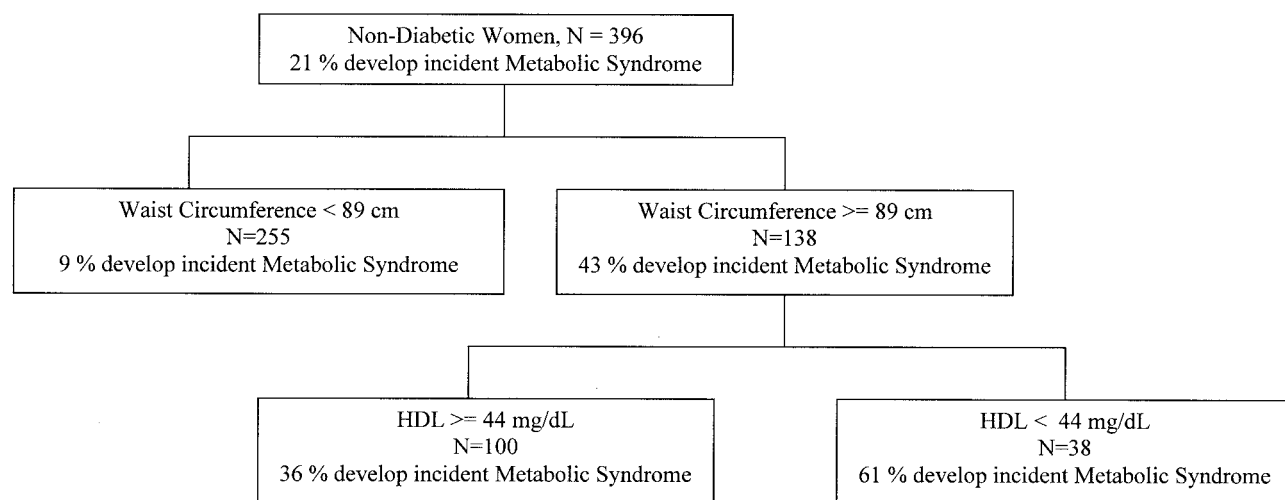 Non-Diabetic Women, N = 396
21 % develop incident Metabolic Syndrome
Waist Circumference < 89 cm
N=255
9 % develop incident Metabolic Syndrome
Waist Circumference >= 89 cm
N=138
43 % develop incident Metabolic Syndrome
HDL >= 44 mg/dL
N=100
36 % develop incident Metabolic Syndrome
HDL < 44 mg/dL
N=38
61 % develop incident Metabolic Syndrome